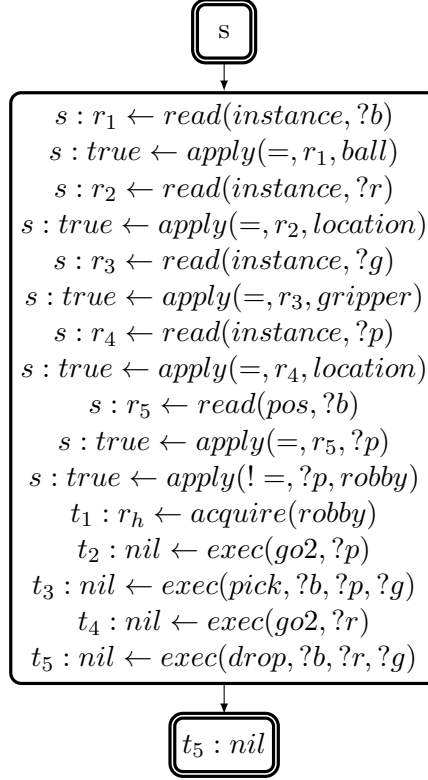 s
s : r₁ ← read(instance, ?b)
s : true ← apply(=, r₁, ball)
s : r₂ ← read(instance, ?r)
s : true ← apply(=, r₂, location)
s : r₃ ← read(instance, ?g)
s : true ← apply(=, r₃, gripper)
s : r₄ ← read(instance, ?p)
s : true ← apply(=, r₄, location)
s : r₅ ← read(pos, ?b)
s : true ← apply(=, r₅, ?p)
s : true ← apply(! =, ?p, robby)
t₁ : rₕ ← acquire(robby)
t₂ : nil ← exec(go2, ?p)
t₃ : nil ← exec(pick, ?b, ?p, ?g)
t₄ : nil ← exec(go2, ?r)
t₅ : nil ← exec(drop, ?b, ?r, ?g)
t₅ : nil